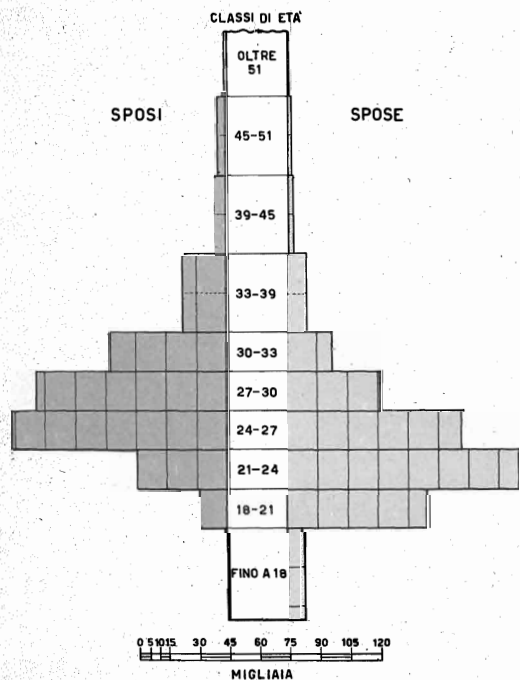 CLASSI DI ETÀ
OLTRE
51
SPOSI
SPOSE
45-51
39-45
33-39
30-33
27-30
24-27
21-24
18-21
FINO A 18
0 5 10 15 30 45 60 75 90 105 120
MIGLIAIA